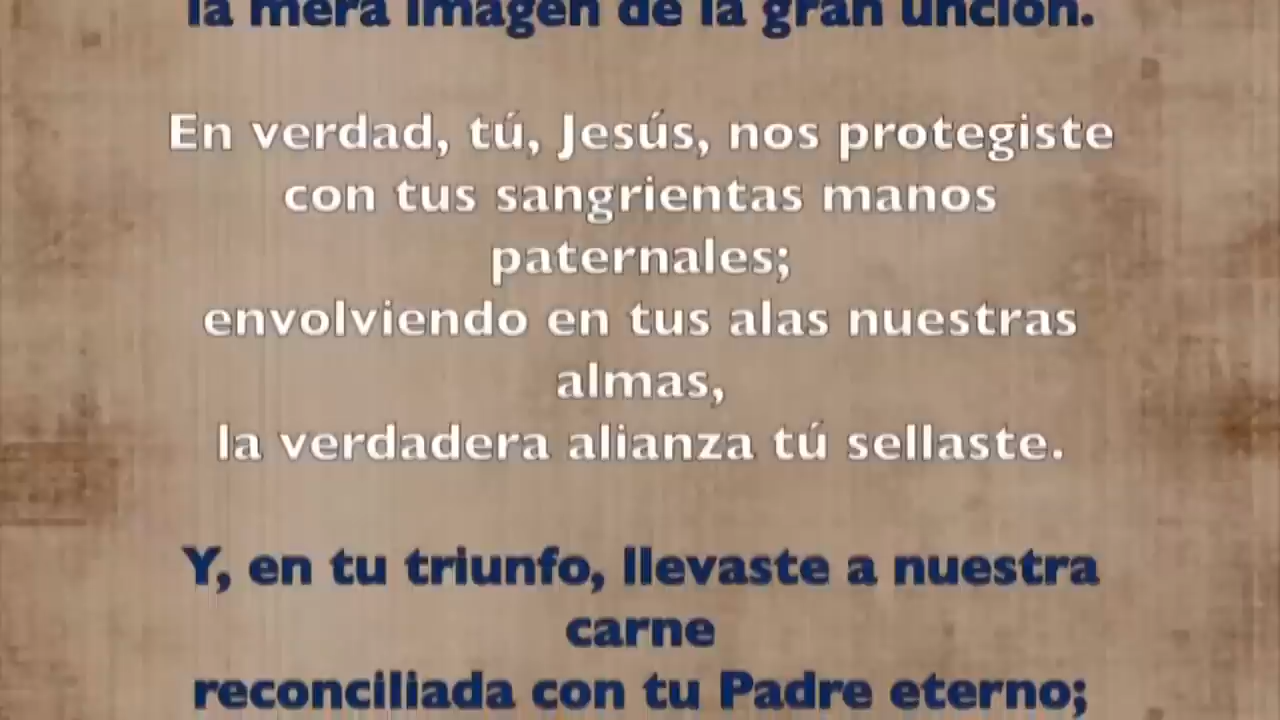 la mera imagen de la gran unción.
En verdad, tú, Jesús, nos protegiste
con tus sangrientas manos
paternales;
envolviendo en tus alas nuestras
almas,
la verdadera alianza tú sellaste.
Y, en tu triunfo, llevaste a nuestra
carne
reconciliada con tu Padre eterno;